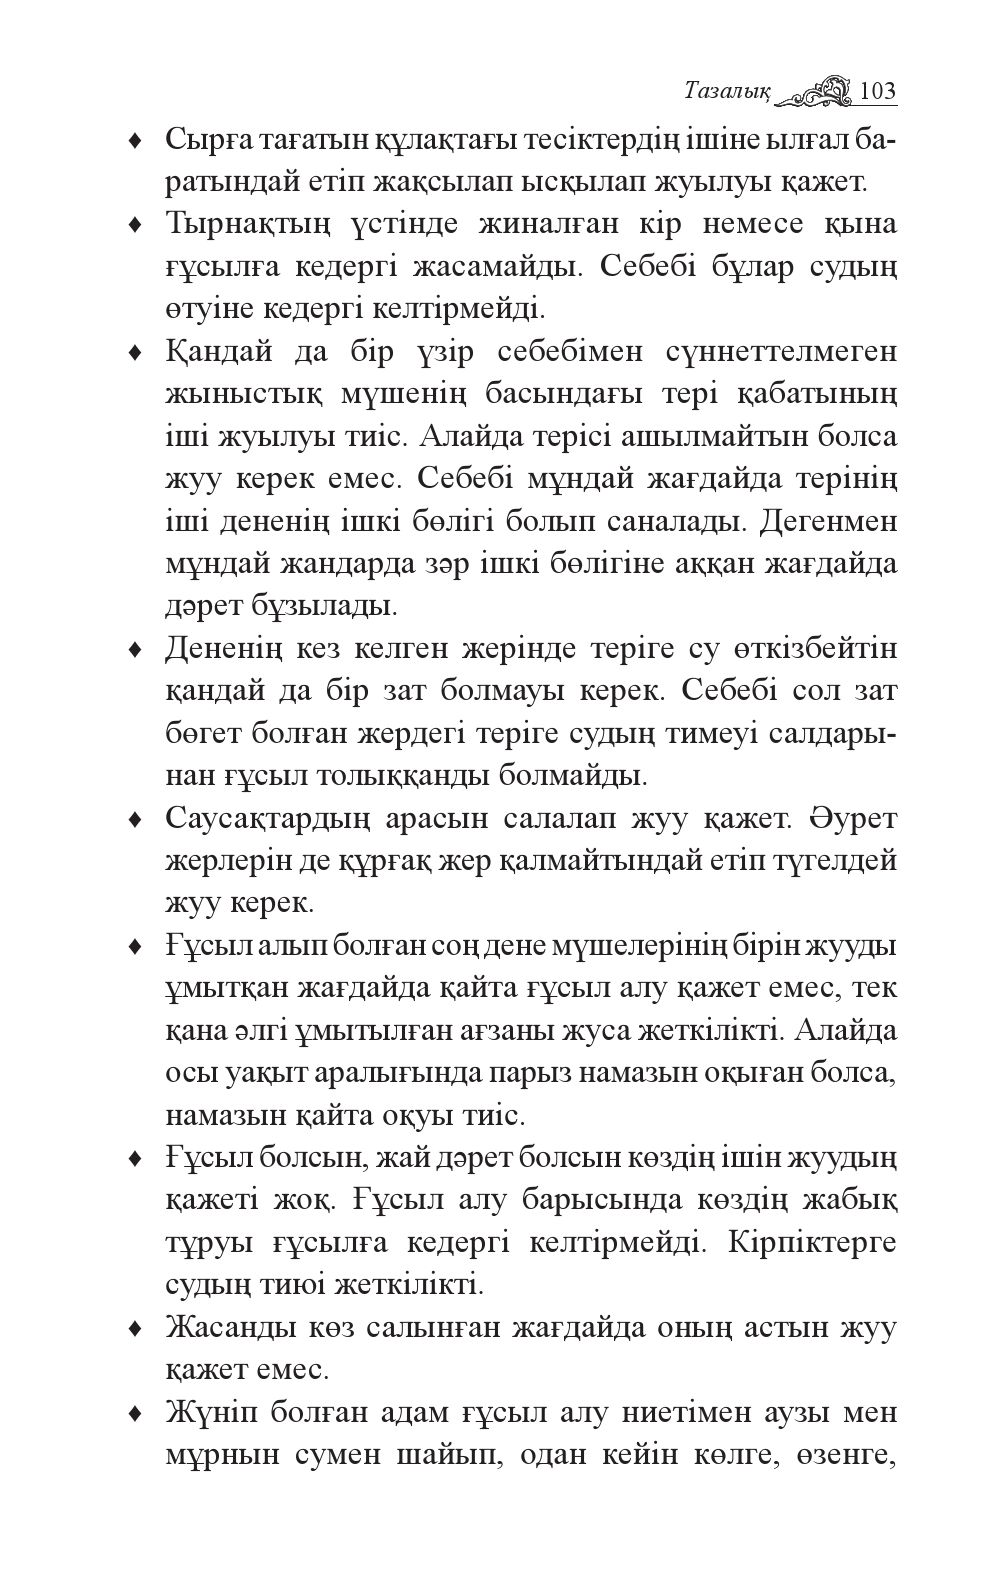 Тазалық 103
♦ Сырға тағатын құлақтағы тесіктердің ішіне ылғал ба-
ратындай етіп жақсылап ысқылап жуылуы қажет.
♦ Тырнақтың үстінде жиналған кір немесе қына
ғұсылға кедергі жасамайды. Себебі бұлар судың
өтуіне кедергі келтірмейді.
♦ Қандай да бір үзір себебімен сүннеттелмеген
жыныстық мүшенің басындағы тері қабатының
іші жуылуы тиіс. Алайда терісі ашылмайтын болса
жуу керек емес. Себебі мұндай жағдайда терінің
іші дененің ішкі бөлігі болып саналады. Дегенмен
мұндай жандарда зәр ішкі бөлігіне аққан жағдайда
дәрет бұзылады.
♦ Дененің кез келген жерінде теріге су өткізбейтін
қандай да бір зат болмауы керек. Себебі сол зат
бөгет болған жердегі теріге судың тимеуі салдары-
нан ғұсыл толыққанды болмайды.
♦ Саусақтардың арасын салалап жуу қажет. Әурет
жерлерін де құрғақ жер қалмайтындай етіп түгелдей
жуу керек.
♦ Ғұсыл алып болған соң дене мүшелерінің бірін жууды
ұмытқан жағдайда қайта ғұсыл алу қажет емес, тек
қана әлгі ұмытылған ағзаны жуса жеткілікті. Алайда
осы уақыт аралығында парыз намазын оқыған болса,
намазын қайта оқуы тиіс.
♦ Ғұсыл болсын, жай дәрет болсын көздің ішін жуудың
қажеті жоқ. Ғұсыл алу барысында көздің жабық
тұруы ғұсылға кедергі келтірмейді. Кірпіктерге
судың тиюі жеткілікті.
♦ Жасанды көз салынған жағдайда оның астын жуу
қажет емес.
♦ Жүніп болған адам ғұсыл алу ниетімен аузы мен
мұрнын сумен шайып, одан кейін көлге, өзенге,